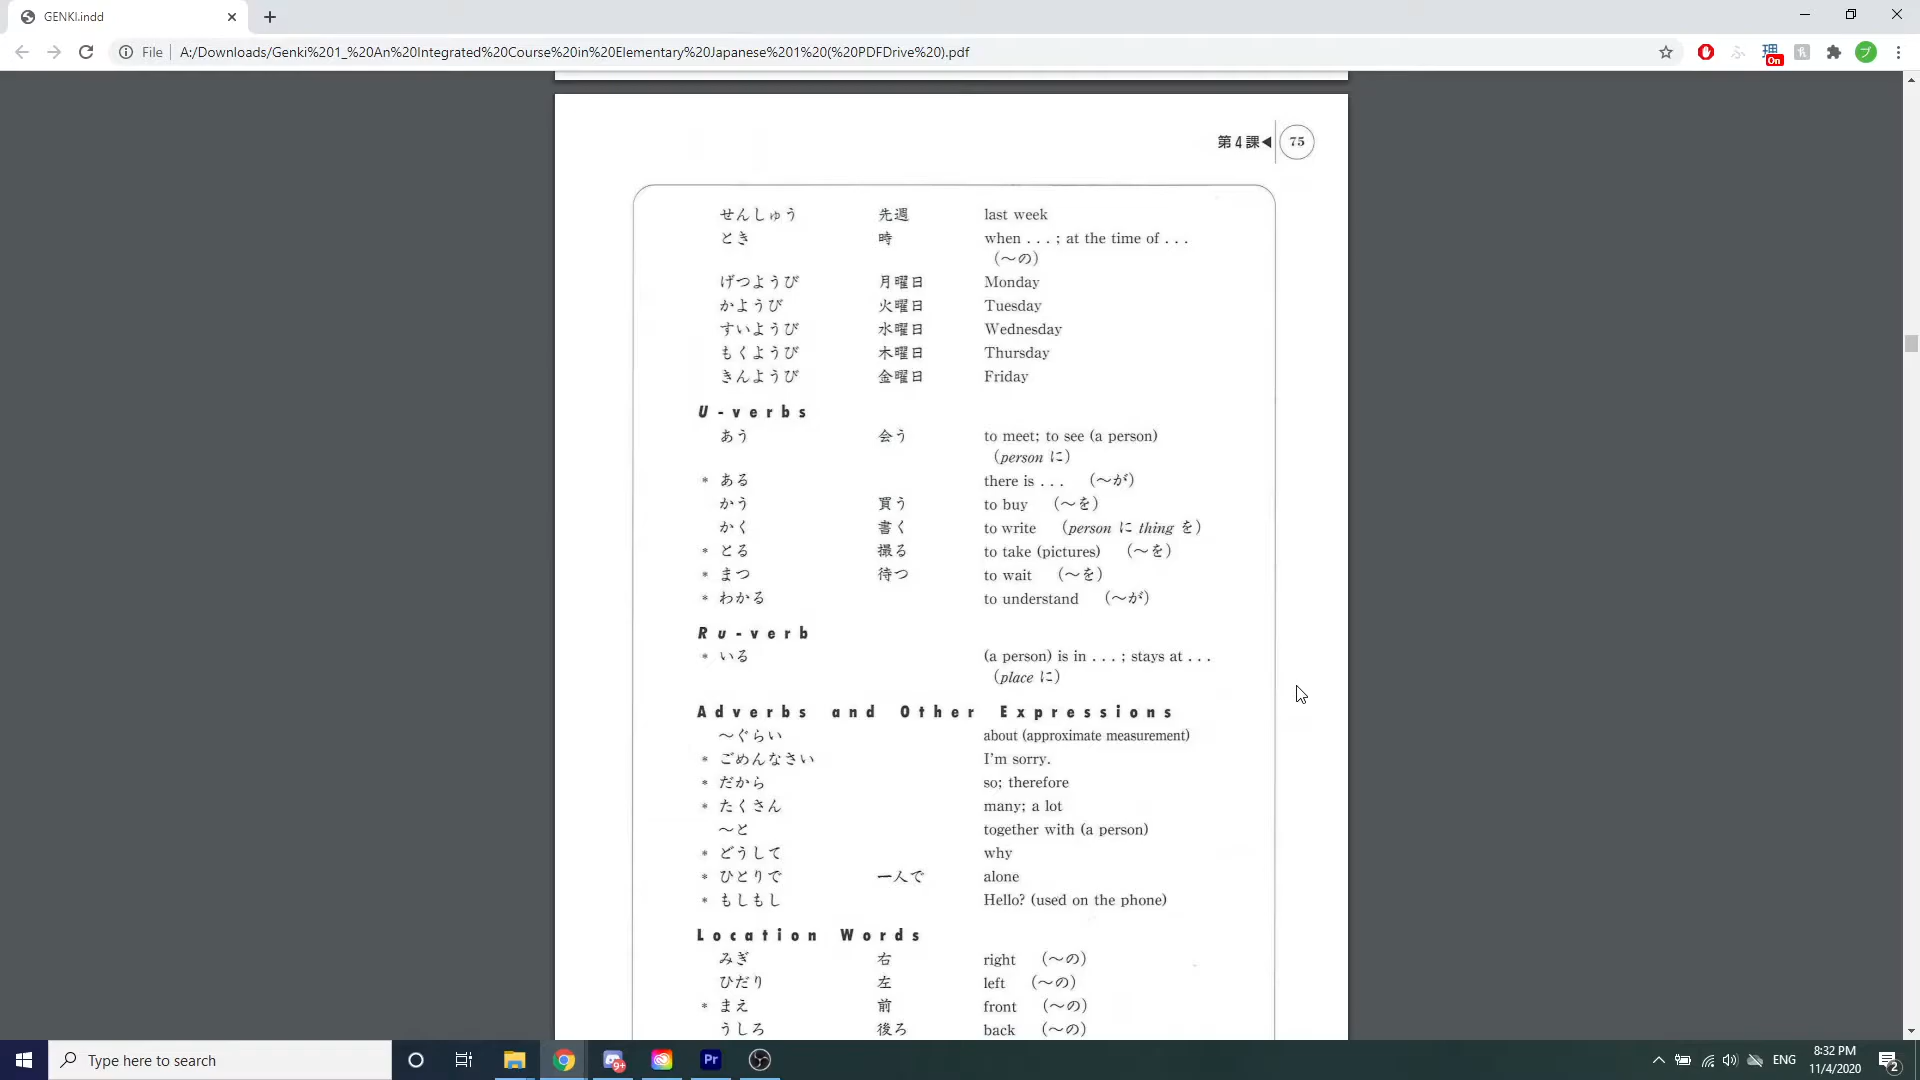 GENKI.indd
File A:/Downloads/Genki%201_%20An%20Integrated%20Course%20in%20Elementary%20Japanese%201%20(%20PDFDrive%20).pdf
On
プ
第4課◀ 75
せんしゅう 先週 last week
とき 時 when . . . ; at the time of . . .
（～の）
げつようび 月曜日 Monday
かようび 火曜日 Tuesday
すいようび 水曜日 Wednesday
もくようび 木曜日 Thursday
きんようび 金曜日 Friday
U-verbs
あう 会う to meet; to see (a person)
（person に）
* ある there is . . . （～が）
かう 買う to buy （～を）
かく 書く to write （person に thing を）
* とる 撮る to take (pictures) （～を）
* まつ 待つ to wait （～を）
* わかる to understand （～が）
Ru-verb
* いる (a person) is in . . . ; stays at . . .
（place に）
Adverbs and Other Expressions
～ぐらい about (approximate measurement)
* ごめんなさい I'm sorry.
* だから so; therefore
* たくさん many; a lot
～と together with (a person)
* どうして why
* ひとりで 一人で alone
* もしもし Hello? (used on the phone)
Location Words
みぎ 右 right （～の）
ひだり 左 left （～の）
* まえ 前 front （～の）
うしろ 後ろ back （～の）
Type here to search
9+
Pr
ENG
8:32 PM
11/4/2020
2